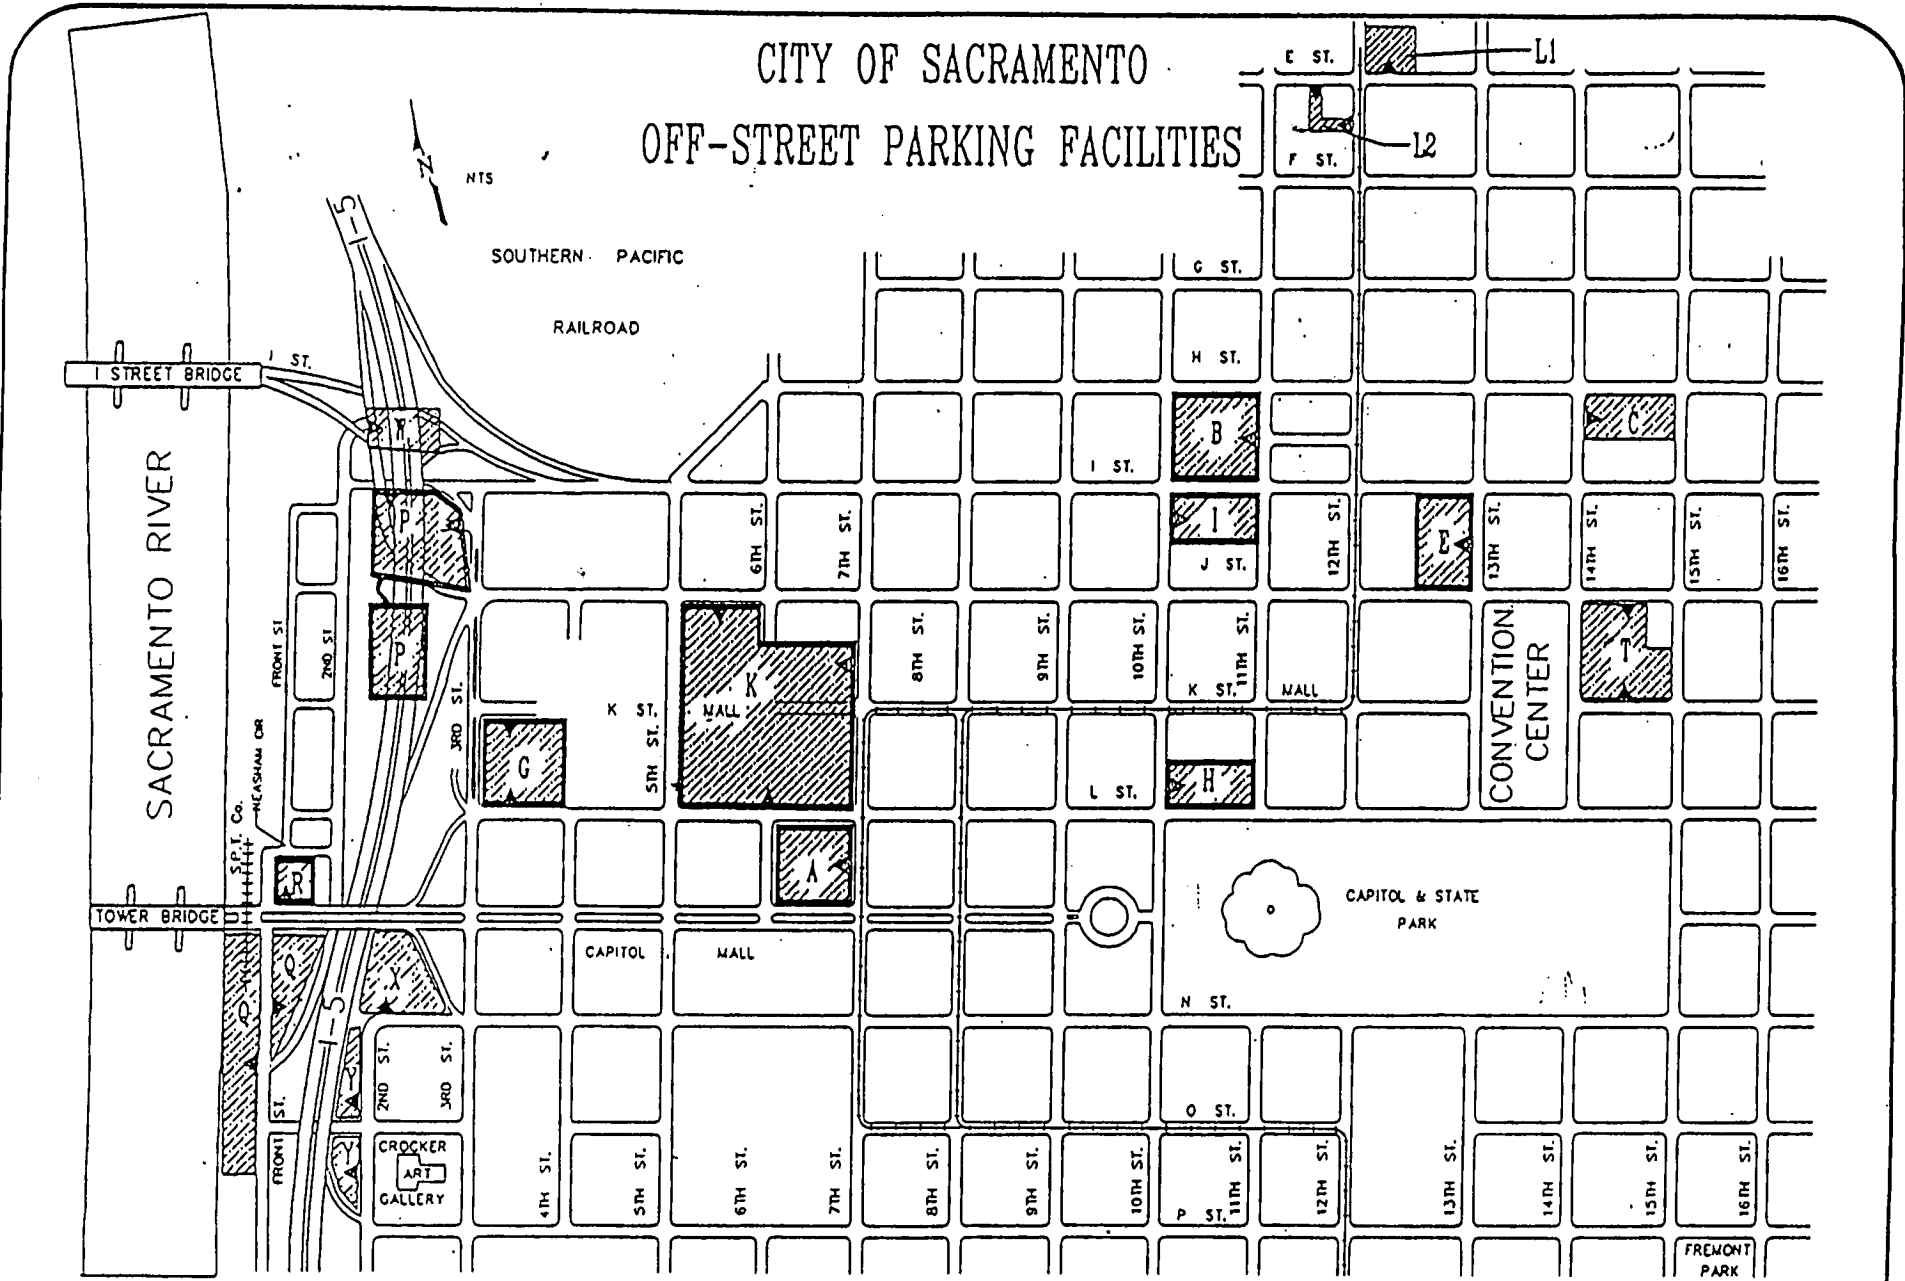 CITY OF SACRAMENTO
OFF-STREET PARKING FACILITIES
E ST.
L1
L2
F ST.
N
NTS
I-5
SOUTHERN PACIFIC
RAILROAD
G ST.
H ST.
I ST.
I STREET BRIDGE
SACRAMENTO RIVER
B
C
I ST.
P
I
E
J ST.
6TH ST.
7TH ST.
12TH ST.
13TH ST.
14TH ST.
15TH ST.
16TH ST.
P
FRONT ST
2ND ST
3RD ST.
K ST.
5TH ST.
K
MALL
8TH ST.
9TH ST.
10TH ST.
11TH ST.
K ST.
MALL
CONVENTION
CENTER
T
G
H
L ST.
NEASHAM CIR
S.P.T. Co.
R
A
TOWER BRIDGE
CAPITOL MALL
CAPITOL & STATE
PARK
Q
Q
X
I-5
N ST.
Y
2ND ST.
3RD ST.
O ST.
FRONT ST.
Y
CROCKER
ART
GALLERY
4TH ST.
5TH ST.
6TH ST.
7TH ST.
8TH ST.
9TH ST.
10TH ST.
P ST.
11TH ST.
12TH ST.
13TH ST.
14TH ST.
15TH ST.
16TH ST.
FREMONT
PARK